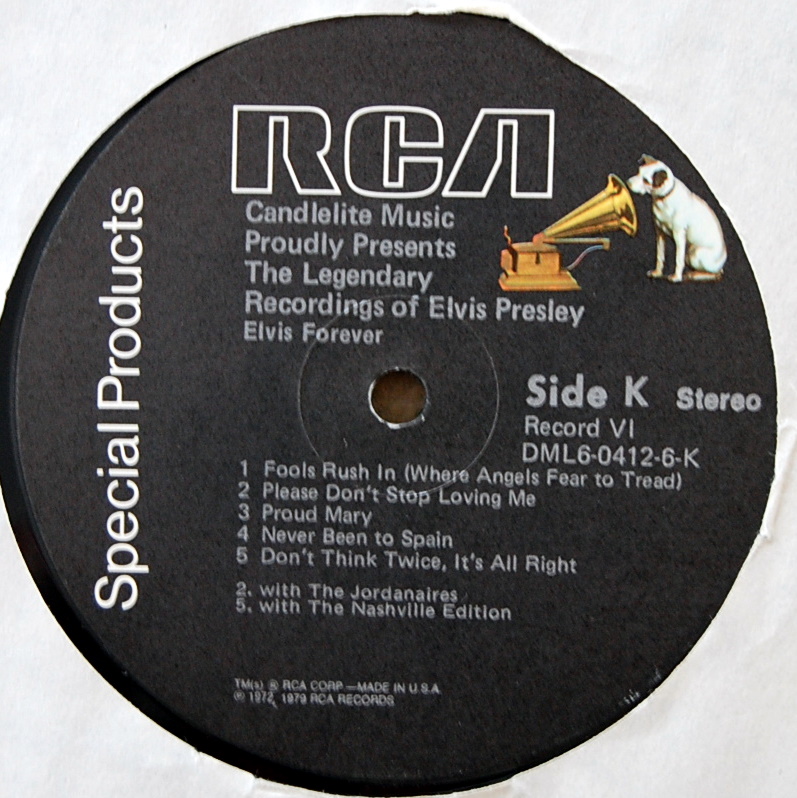 RCA
Special Products
Candlelite Music
Proudly Presents
The Legendary
Recordings of Elvis Presley
Elvis Forever
Side K Stereo
Record VI
DML6-0412-6-K
1 Fools Rush In (Where Angels Fear to Tread)
2 Please Don't Stop Loving Me
3 Proud Mary
4 Never Been to Spain
5 Don't Think Twice, It's All Right
2. with The Jordanaires
5. with The Nashville Edition
TM(s) ® RCA CORP.—MADE IN U.S.A.
℗ 1972, 1979 RCA RECORDS